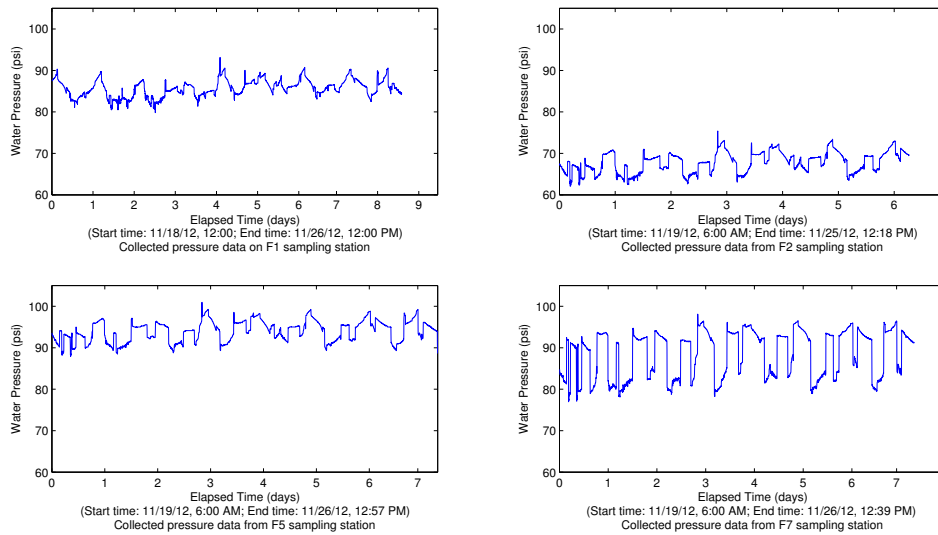 105
100
90
80
70
60
Water Pressure (psi)
0 1 2 3 4 5 6 7 8 9
Elapsed Time (days)
(Start time: 11/18/12, 12:00; End time: 11/26/12, 12:00 PM)
Collected pressure data on F1 sampling station
100
90
80
70
60
Water Pressure (psi)
0 1 2 3 4 5 6
Elapsed Time (days)
(Start time: 11/19/12, 6:00 AM; End time: 11/25/12, 12:18 PM)
Collected pressure data from F2 sampling station
100
90
80
70
60
Water Pressure (psi)
0 1 2 3 4 5 6 7
Elapsed Time (days)
(Start time: 11/19/12, 6:00 AM; End time: 11/26/12, 12:57 PM)
Collected pressure data from F5 sampling station
100
90
80
70
60
Water Pressure (psi)
0 1 2 3 4 5 6 7
Elapsed Time (days)
(Start time: 11/19/12, 6:00 AM; End time: 11/26/12, 12:39 PM)
Collected pressure data from F7 sampling station